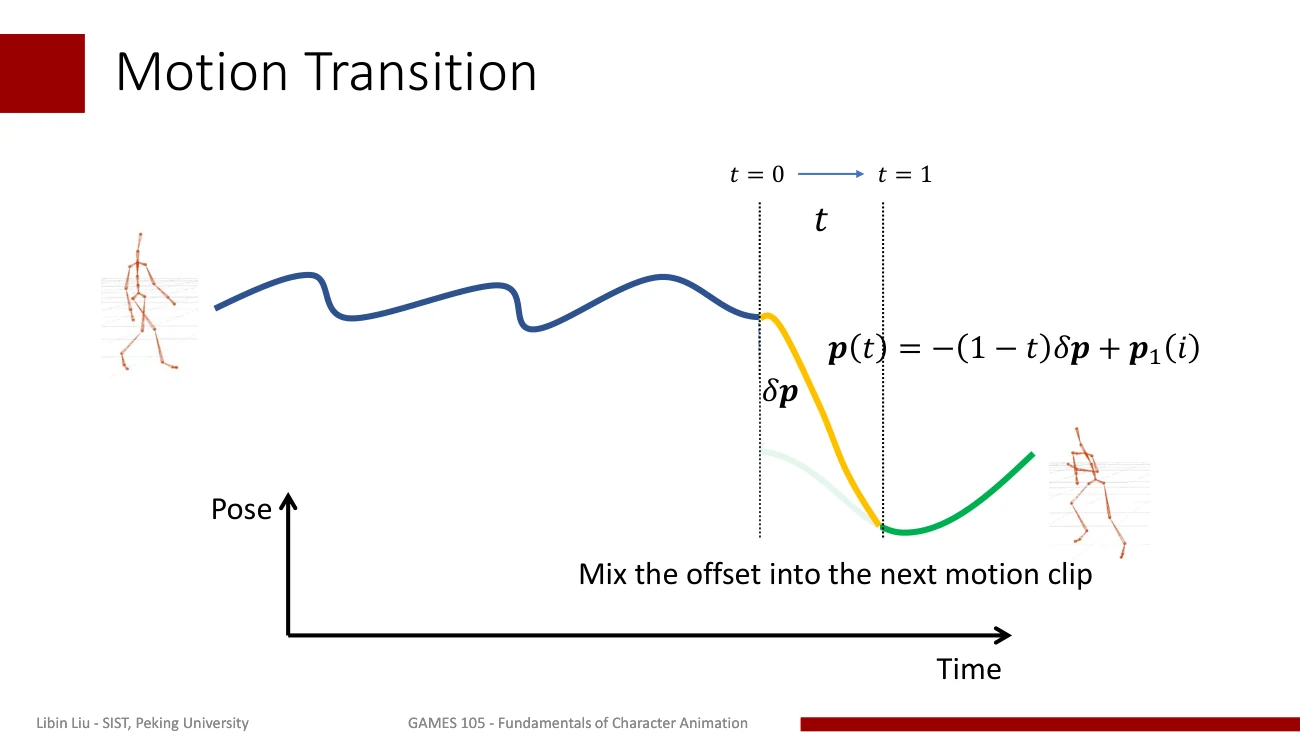 Motion Transition
t = 0
t = 1
t
p(t) = −(1 − t)δp + p₁(i)
δp
Pose
Mix the offset into the next motion clip
Time
Libin Liu - SIST, Peking University
GAMES 105 - Fundamentals of Character Animation